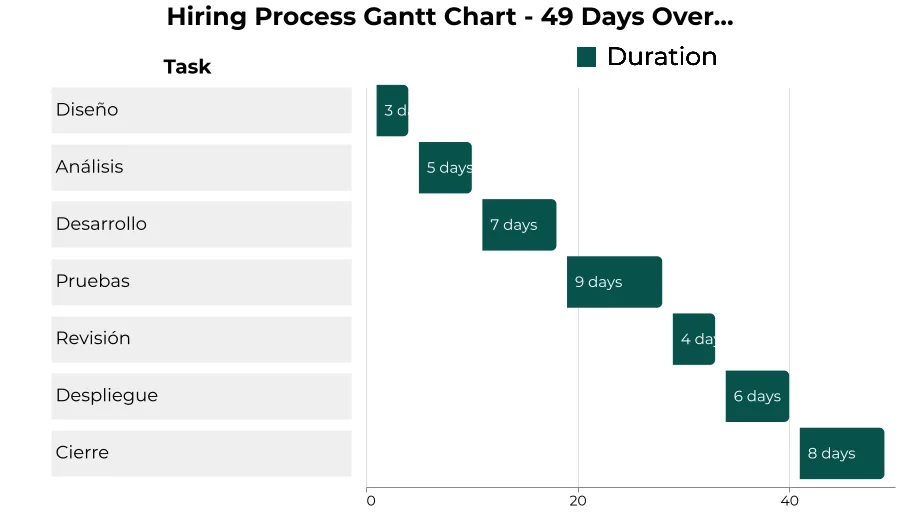 Hiring Process Gantt Chart - 49 Days Over...
Duration
Task
Diseño
3 d
Análisis
5 days
Desarrollo
7 days
Pruebas
9 days
Revisión
4 day
Despliegue
6 days
Cierre
8 days
0 20 40